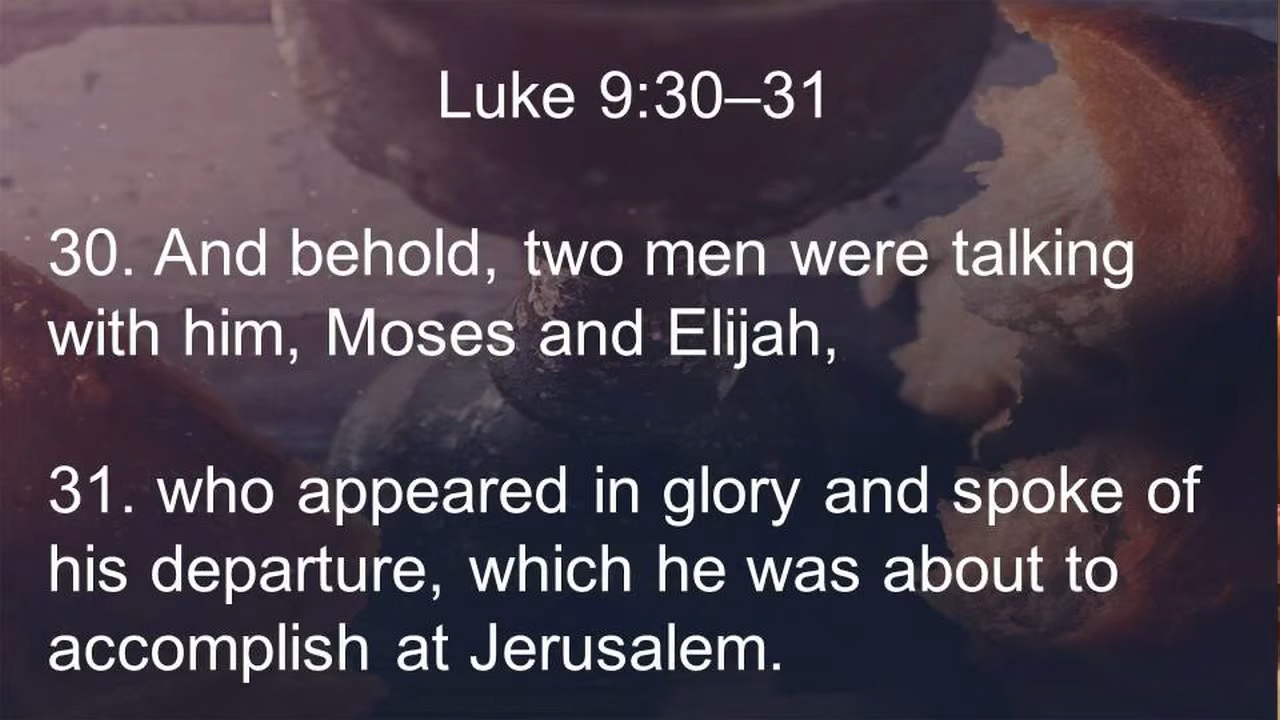 Luke 9:30–31
30. And behold, two men were talking
with him, Moses and Elijah,
31. who appeared in glory and spoke of
his departure, which he was about to
accomplish at Jerusalem.